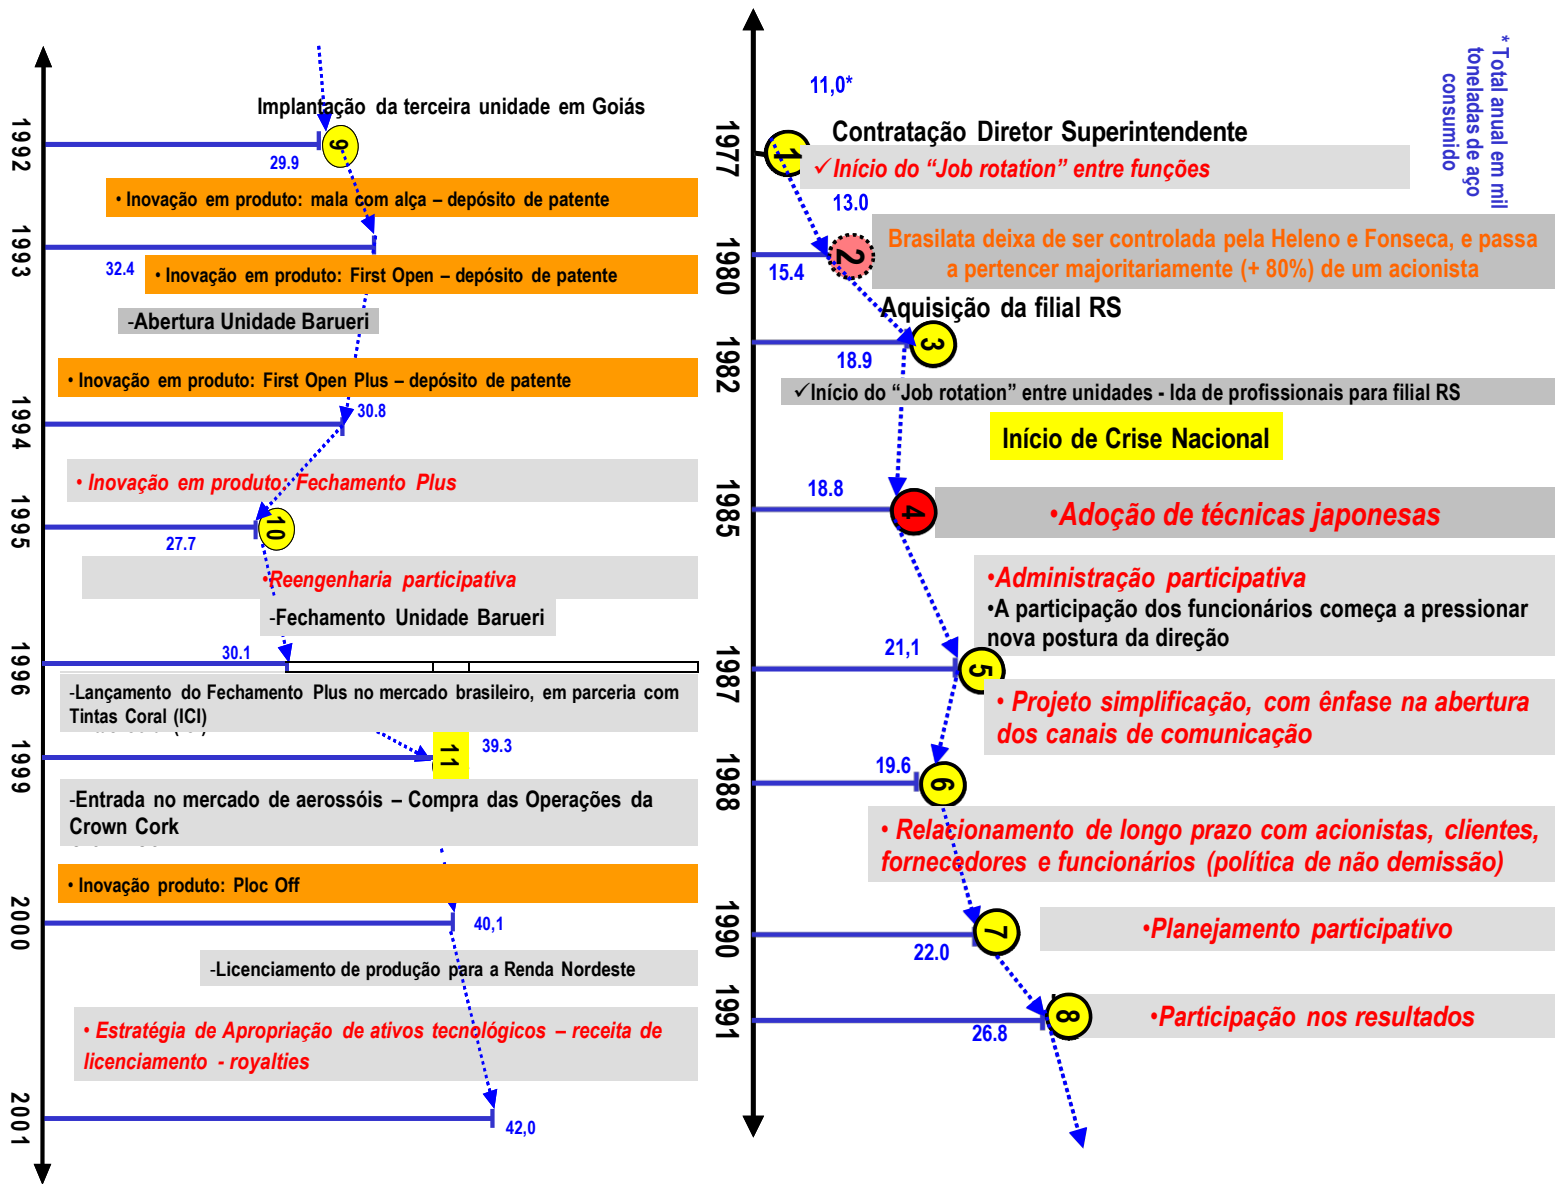 Implantação da terceira unidade em Goiás
1992
9
29.9
• Inovação em produto: mala com alça – depósito de patente
1993
32.4
• Inovação em produto: First Open – depósito de patente
-Abertura Unidade Barueri
• Inovação em produto: First Open Plus – depósito de patente
1994
30.8
• Inovação em produto: Fechamento Plus
1995
10
27.7
•Reengenharia participativa
-Fechamento Unidade Barueri
1996
30.1
-Lançamento do Fechamento Plus no mercado brasileiro, em parceria com
Tintas Coral (ICI)
1999
11
39.3
-Entrada no mercado de aerossóis – Compra das Operações da
Crown Cork
• Inovação produto: Ploc Off
2000
40,1
-Licenciamento de produção para a Renda Nordeste
• Estratégia de Apropriação de ativos tecnológicos – receita de
licenciamento - royalties
2001
42,0
* Total anual em mil
toneladas de aço
consumido
11,0*
1977
1
Contratação Diretor Superintendente
✓Início do “Job rotation” entre funções
13.0
1980
15.4
2
Brasilata deixa de ser controlada pela Heleno e Fonseca, e passa
a pertencer majoritariamente (+ 80%) de um acionista
Aquisição da filial RS
1982
18.9
3
✓Início do “Job rotation” entre unidades - Ida de profissionais para filial RS
Início de Crise Nacional
1985
18.8
4
•Adoção de técnicas japonesas
•Administração participativa
•A participação dos funcionários começa a pressionar
nova postura da direção
1987
21,1
5
• Projeto simplificação, com ênfase na abertura
dos canais de comunicação
1988
19.6
6
• Relacionamento de longo prazo com acionistas, clientes,
fornecedores e funcionários (política de não demissão)
1990
22.0
7
•Planejamento participativo
1991
26.8
8
•Participação nos resultados